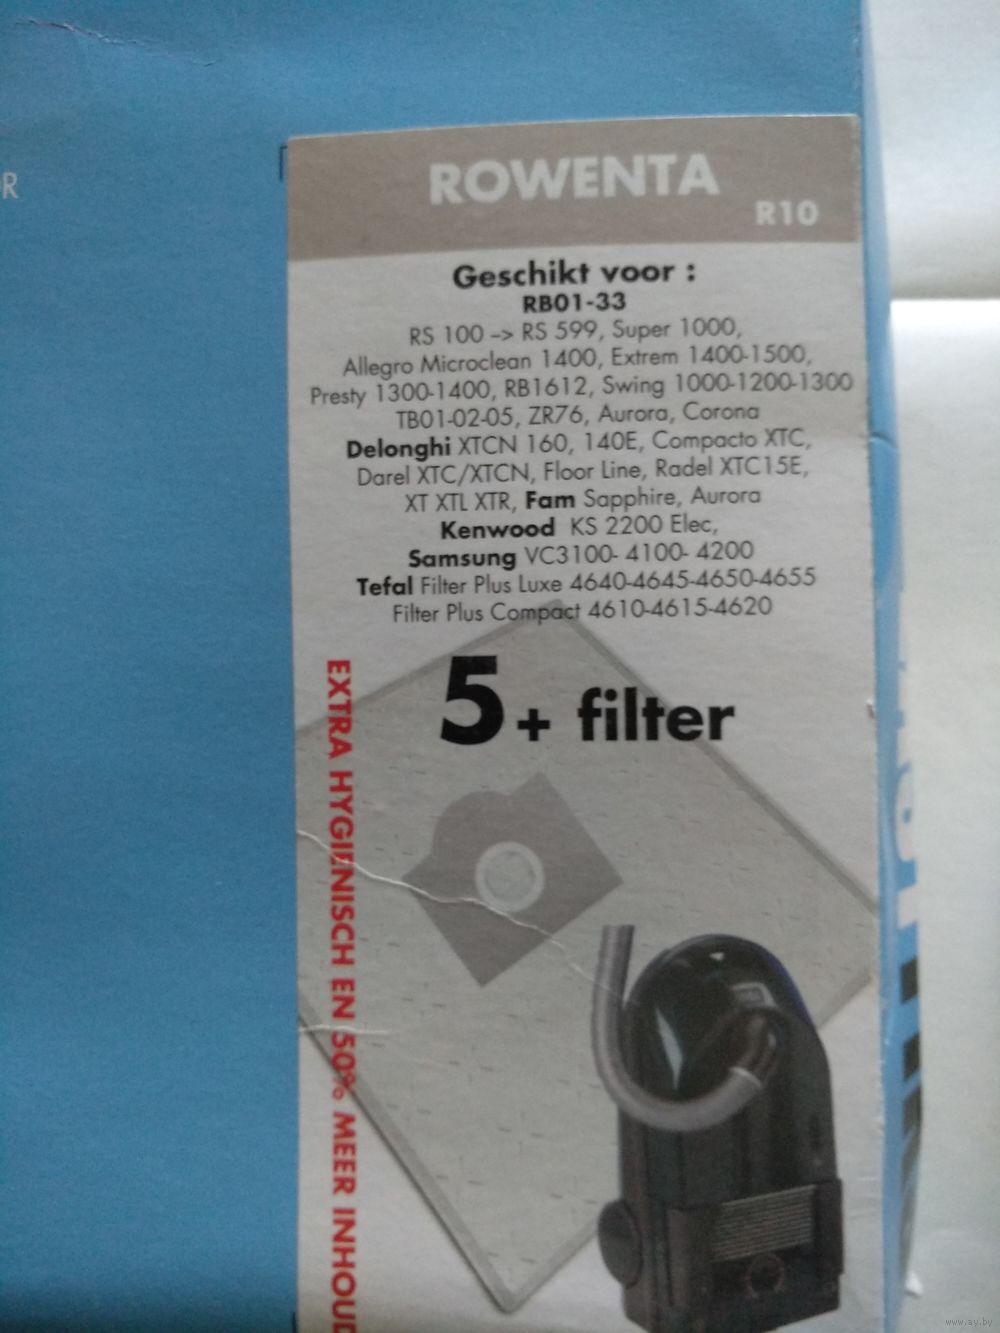 ROWENTA
R10
Geschikt voor :
RB01-33
RS 100 -> RS 599, Super 1000,
Allegro Microclean 1400, Extrem 1400-1500,
Presty 1300-1400, RB1612, Swing 1000-1200-1300
TB01-02-05, ZR76, Aurora, Corona
Delonghi XTCN 160, 140E, Compacto XTC,
Darel XTC/XTCN, Floor Line, Radel XTC15E,
XT XTL XTR, Fam Sapphire, Aurora
Kenwood KS 2200 Elec,
Samsung VC3100- 4100- 4200
Tefal Filter Plus Luxe 4640-4645-4650-4655
Filter Plus Compact 4610-4615-4620
5 + filter
EXTRA HYGIENISCH EN 50% MEER INHOUD
www.ay.by